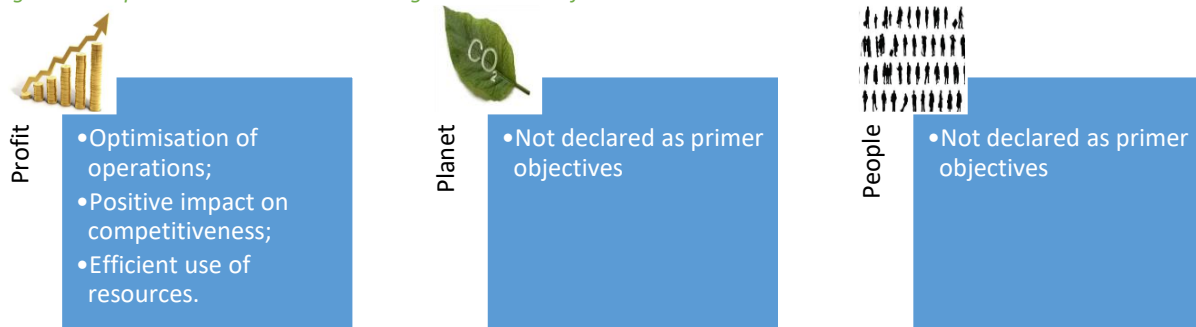 Profit
•Optimisation of
operations;
•Positive impact on
competitiveness;
•Efficient use of
resources.
CO2
Planet
•Not declared as primer
objectives
People
•Not declared as primer
objectives